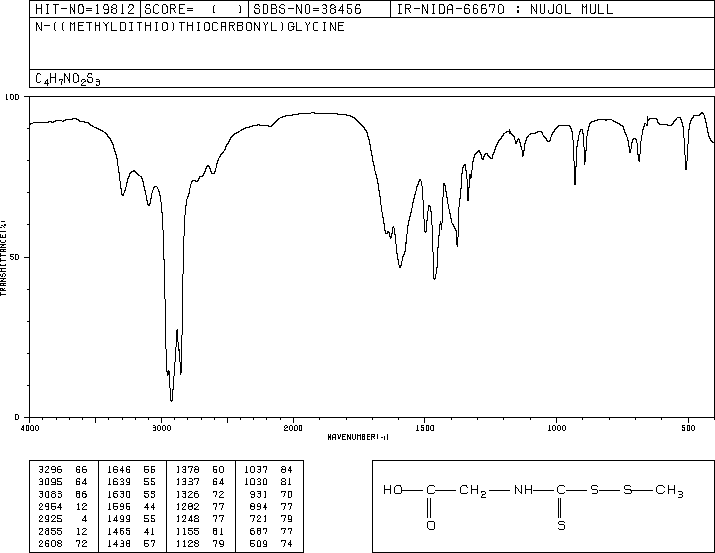 HIT-NO=19812 SCORE= ( ) SDBS-NO=38456 IR-NIDA-66670 : NUJOL MULL
N-((METHYLDITHIO)THIOCARBONYL)GLYCINE
C4H7NO2S3
100
TRANSMITTANCE(%)
50
0
4000 3000 2000 1500 1000 500
WAVENUMBER(-1)
3296 66 1646 55 1378 50 1037 84
3095 64 1639 55 1337 64 1030 81
3083 66 1630 53 1326 72 931 70
2954 12 1596 44 1282 77 894 77
2925 4 1499 55 1248 77 721 79
2855 12 1465 41 1155 81 687 77
2608 72 1438 57 1128 79 509 74
HO—C—CH2—NH—C—S—S—CH3
O S